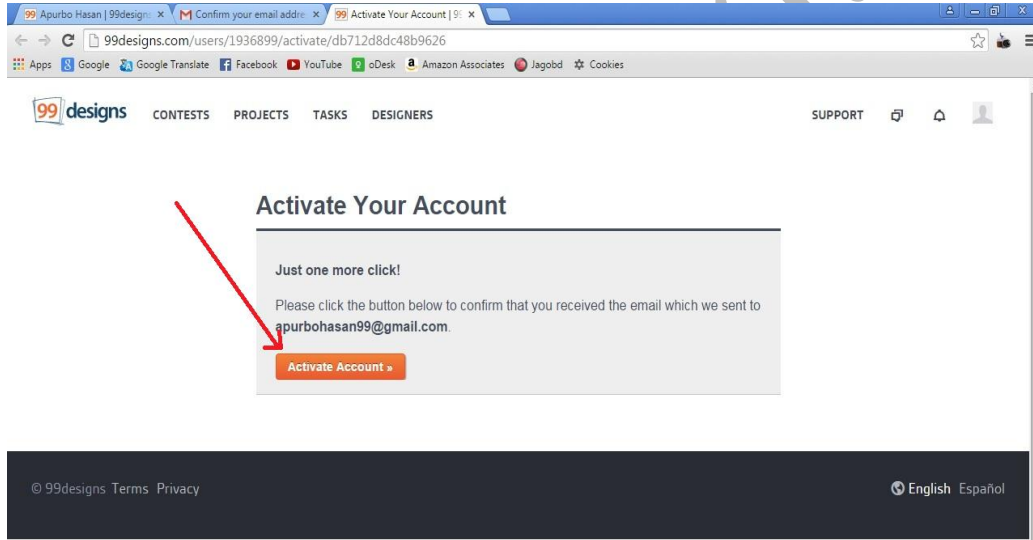 99 Apurbo Hasan | 99design: × M Confirm your email addre × 99 Activate Your Account | 9 ×
99designs.com/users/1936899/activate/db712d8dc48b9626
Apps Google Google Translate Facebook YouTube oDesk Amazon Associates Jagobd Cookies
99 designs CONTESTS PROJECTS TASKS DESIGNERS SUPPORT
Activate Your Account
Just one more click!
Please click the button below to confirm that you received the email which we sent to
apurbohasan99@gmail.com.
Activate Account »
© 99designs Terms Privacy English Español